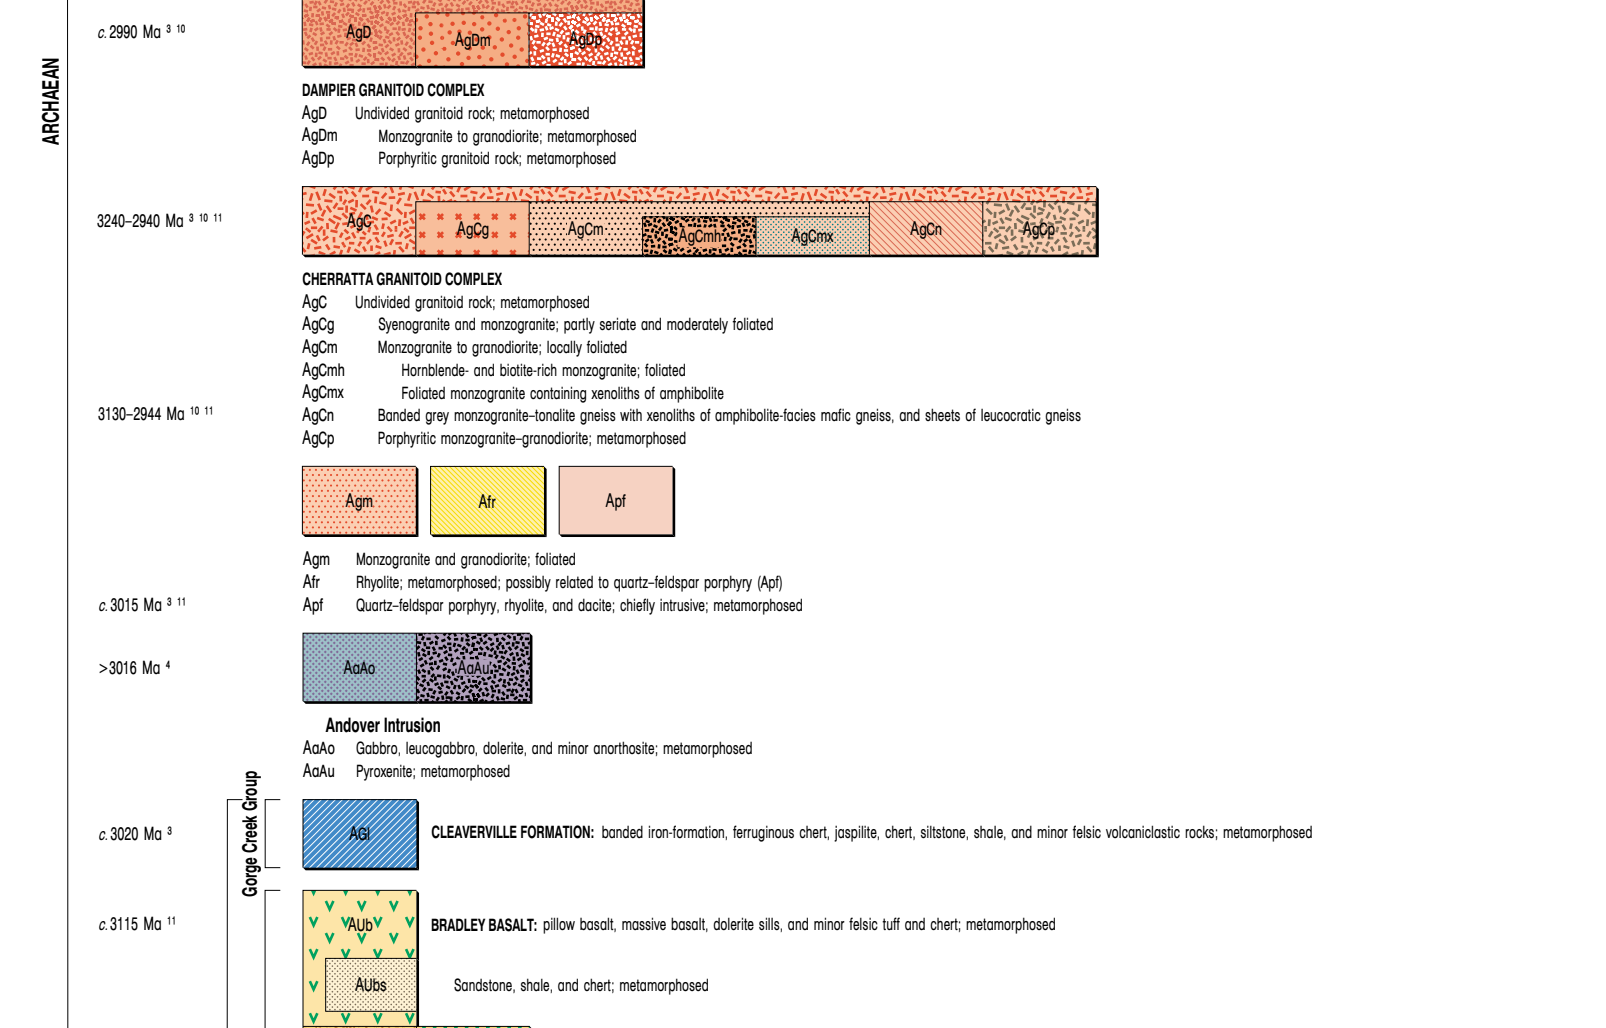 c. 2990 Ma 3 10
AgD
AgDm
AgDp
ARCHAEAN
DAMPIER GRANITOID COMPLEX
AgD Undivided granitoid rock; metamorphosed
AgDm Monzogranite to granodiorite; metamorphosed
AgDp Porphyritic granitoid rock; metamorphosed
3240–2940 Ma 3 10 11
AgC
AgCg
AgCm
AgCmh
AgCmx
AgCn
AgCp
CHERRATTA GRANITOID COMPLEX
AgC Undivided granitoid rock; metamorphosed
AgCg Syenogranite and monzogranite; partly seriate and moderately foliated
AgCm Monzogranite to granodiorite; locally foliated
AgCmh Hornblende- and biotite-rich monzogranite; foliated
AgCmx Foliated monzogranite containing xenoliths of amphibolite
3130–2944 Ma 10 11 AgCn Banded grey monzogranite–tonalite gneiss with xenoliths of amphibolite-facies mafic gneiss, and sheets of leucocratic gneiss
AgCp Porphyritic monzogranite–granodiorite; metamorphosed
Agm
Afr
Apf
Agm Monzogranite and granodiorite; foliated
Afr Rhyolite; metamorphosed; possibly related to quartz–feldspar porphyry (Apf)
c. 3015 Ma 3 11 Apf Quartz–feldspar porphyry, rhyolite, and dacite; chiefly intrusive; metamorphosed
>3016 Ma 4
AaAo
AaAu
Andover Intrusion
AaAo Gabbro, leucogabbro, dolerite, and minor anorthosite; metamorphosed
AaAu Pyroxenite; metamorphosed
Gorge Creek Group
c. 3020 Ma 3
AGl
CLEAVERVILLE FORMATION: banded iron-formation, ferruginous chert, jaspilite, chert, siltstone, shale, and minor felsic volcaniclastic rocks; metamorphosed
c. 3115 Ma 11
AUb
BRADLEY BASALT: pillow basalt, massive basalt, dolerite sills, and minor felsic tuff and chert; metamorphosed
AUbs
Sandstone, shale, and chert; metamorphosed